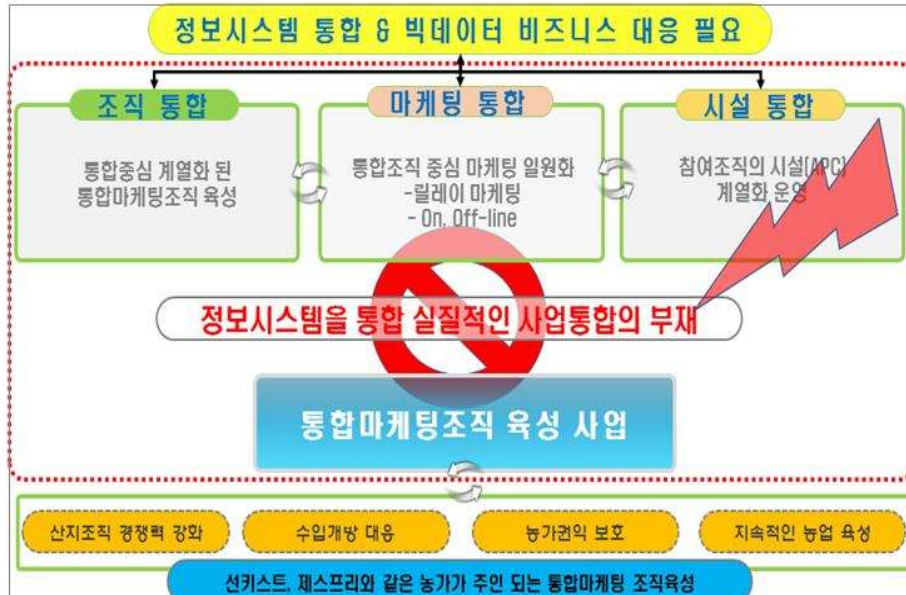 정보시스템 통합 & 빅데이터 비즈니스 대응 필요
조직 통합
통합중심 계열화 된
통합마케팅조직 육성
마케팅 통합
통합조직 중심 마케팅 일원화
-릴레이 마케팅
- On, Off-line
시설 통합
참여조직의 시설(APC)
계열화 운영
정보시스템을 통합 실질적인 사업통합의 부재
통합마케팅조직 육성 사업
산지조직 경쟁력 강화
수입개방 대응
농가권익 보호
지속적인 농업 육성
선키스트, 제스프리와 같은 농가가 주인 되는 통합마케팅 조직육성